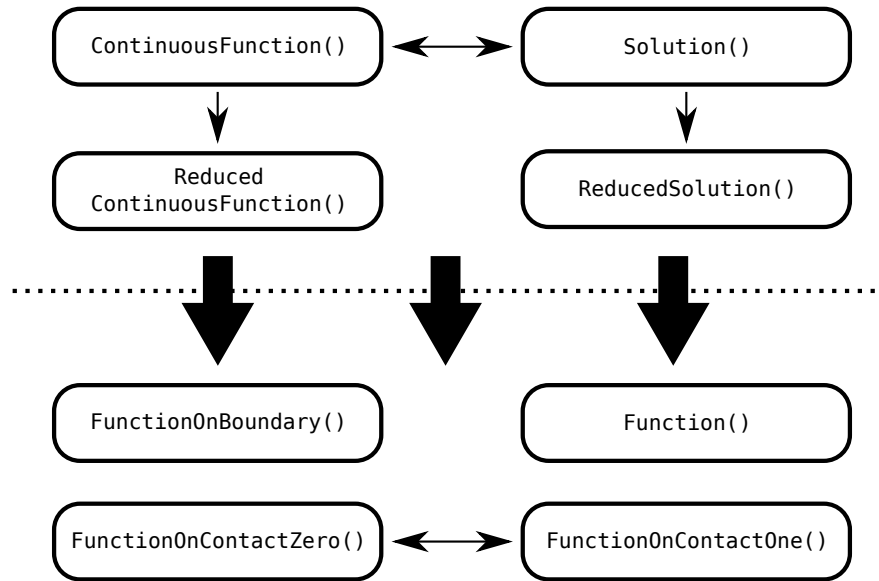 ContinuousFunction()
Solution()
Reduced
ContinuousFunction()
ReducedSolution()
FunctionOnBoundary()
Function()
FunctionOnContactZero()
FunctionOnContactOne()